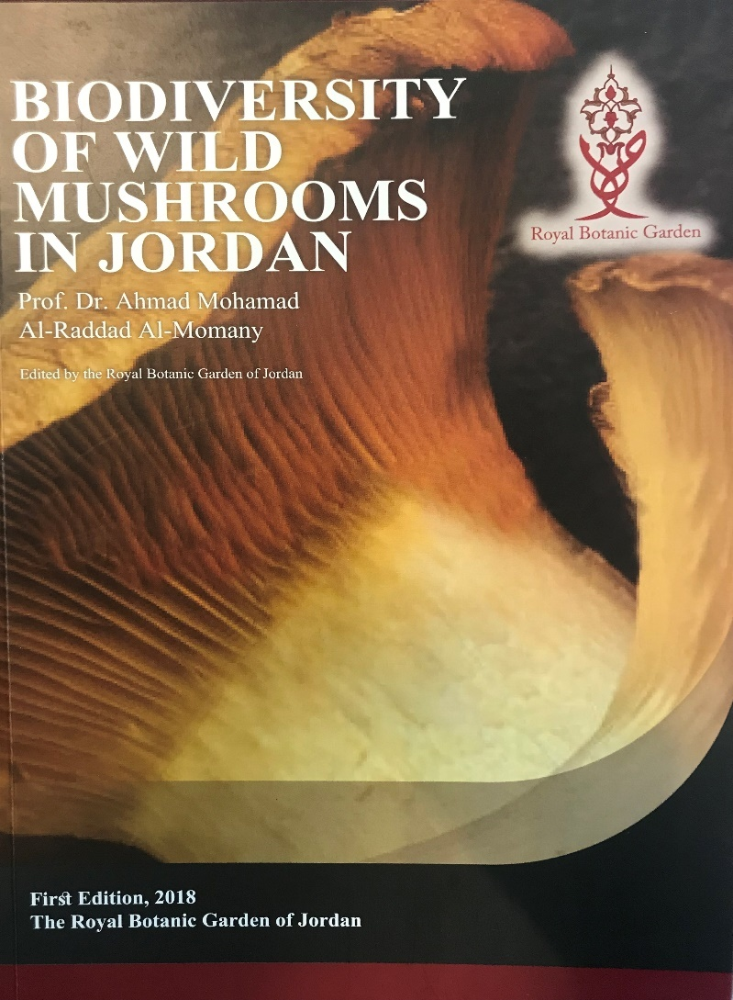 BIODIVERSITY
OF WILD
MUSHROOMS
IN JORDAN
Royal Botanic Garden
Prof. Dr. Ahmad Mohamad
Al-Raddad Al-Momany
Edited by the Royal Botanic Garden of Jordan
First Edition, 2018
The Royal Botanic Garden of Jordan